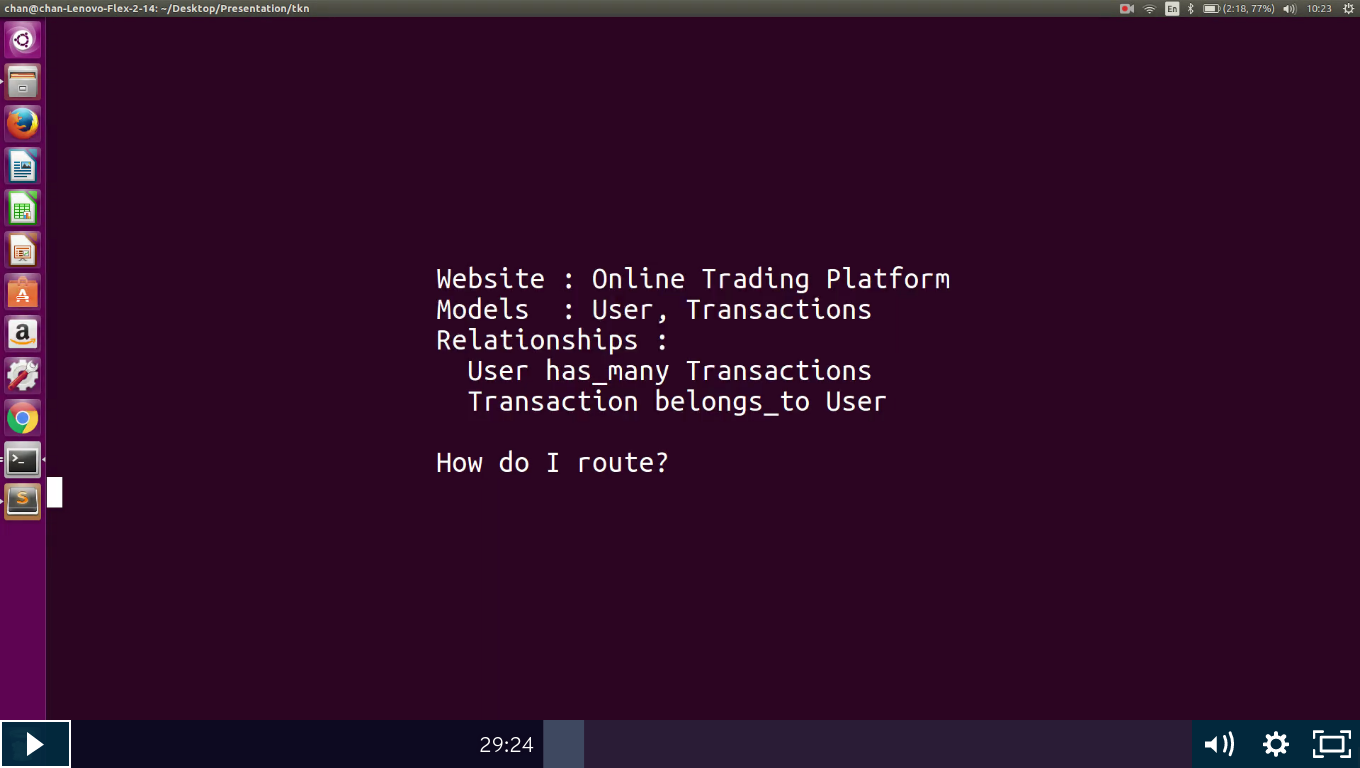 chan@chan-Lenovo-Flex-2-14: ~/Desktop/Presentation/tkn
En
(2:18, 77%)
10:23
Website : Online Trading Platform
Models  : User, Transactions
Relationships :
  User has_many Transactions
  Transaction belongs_to User
How do I route?
29:24